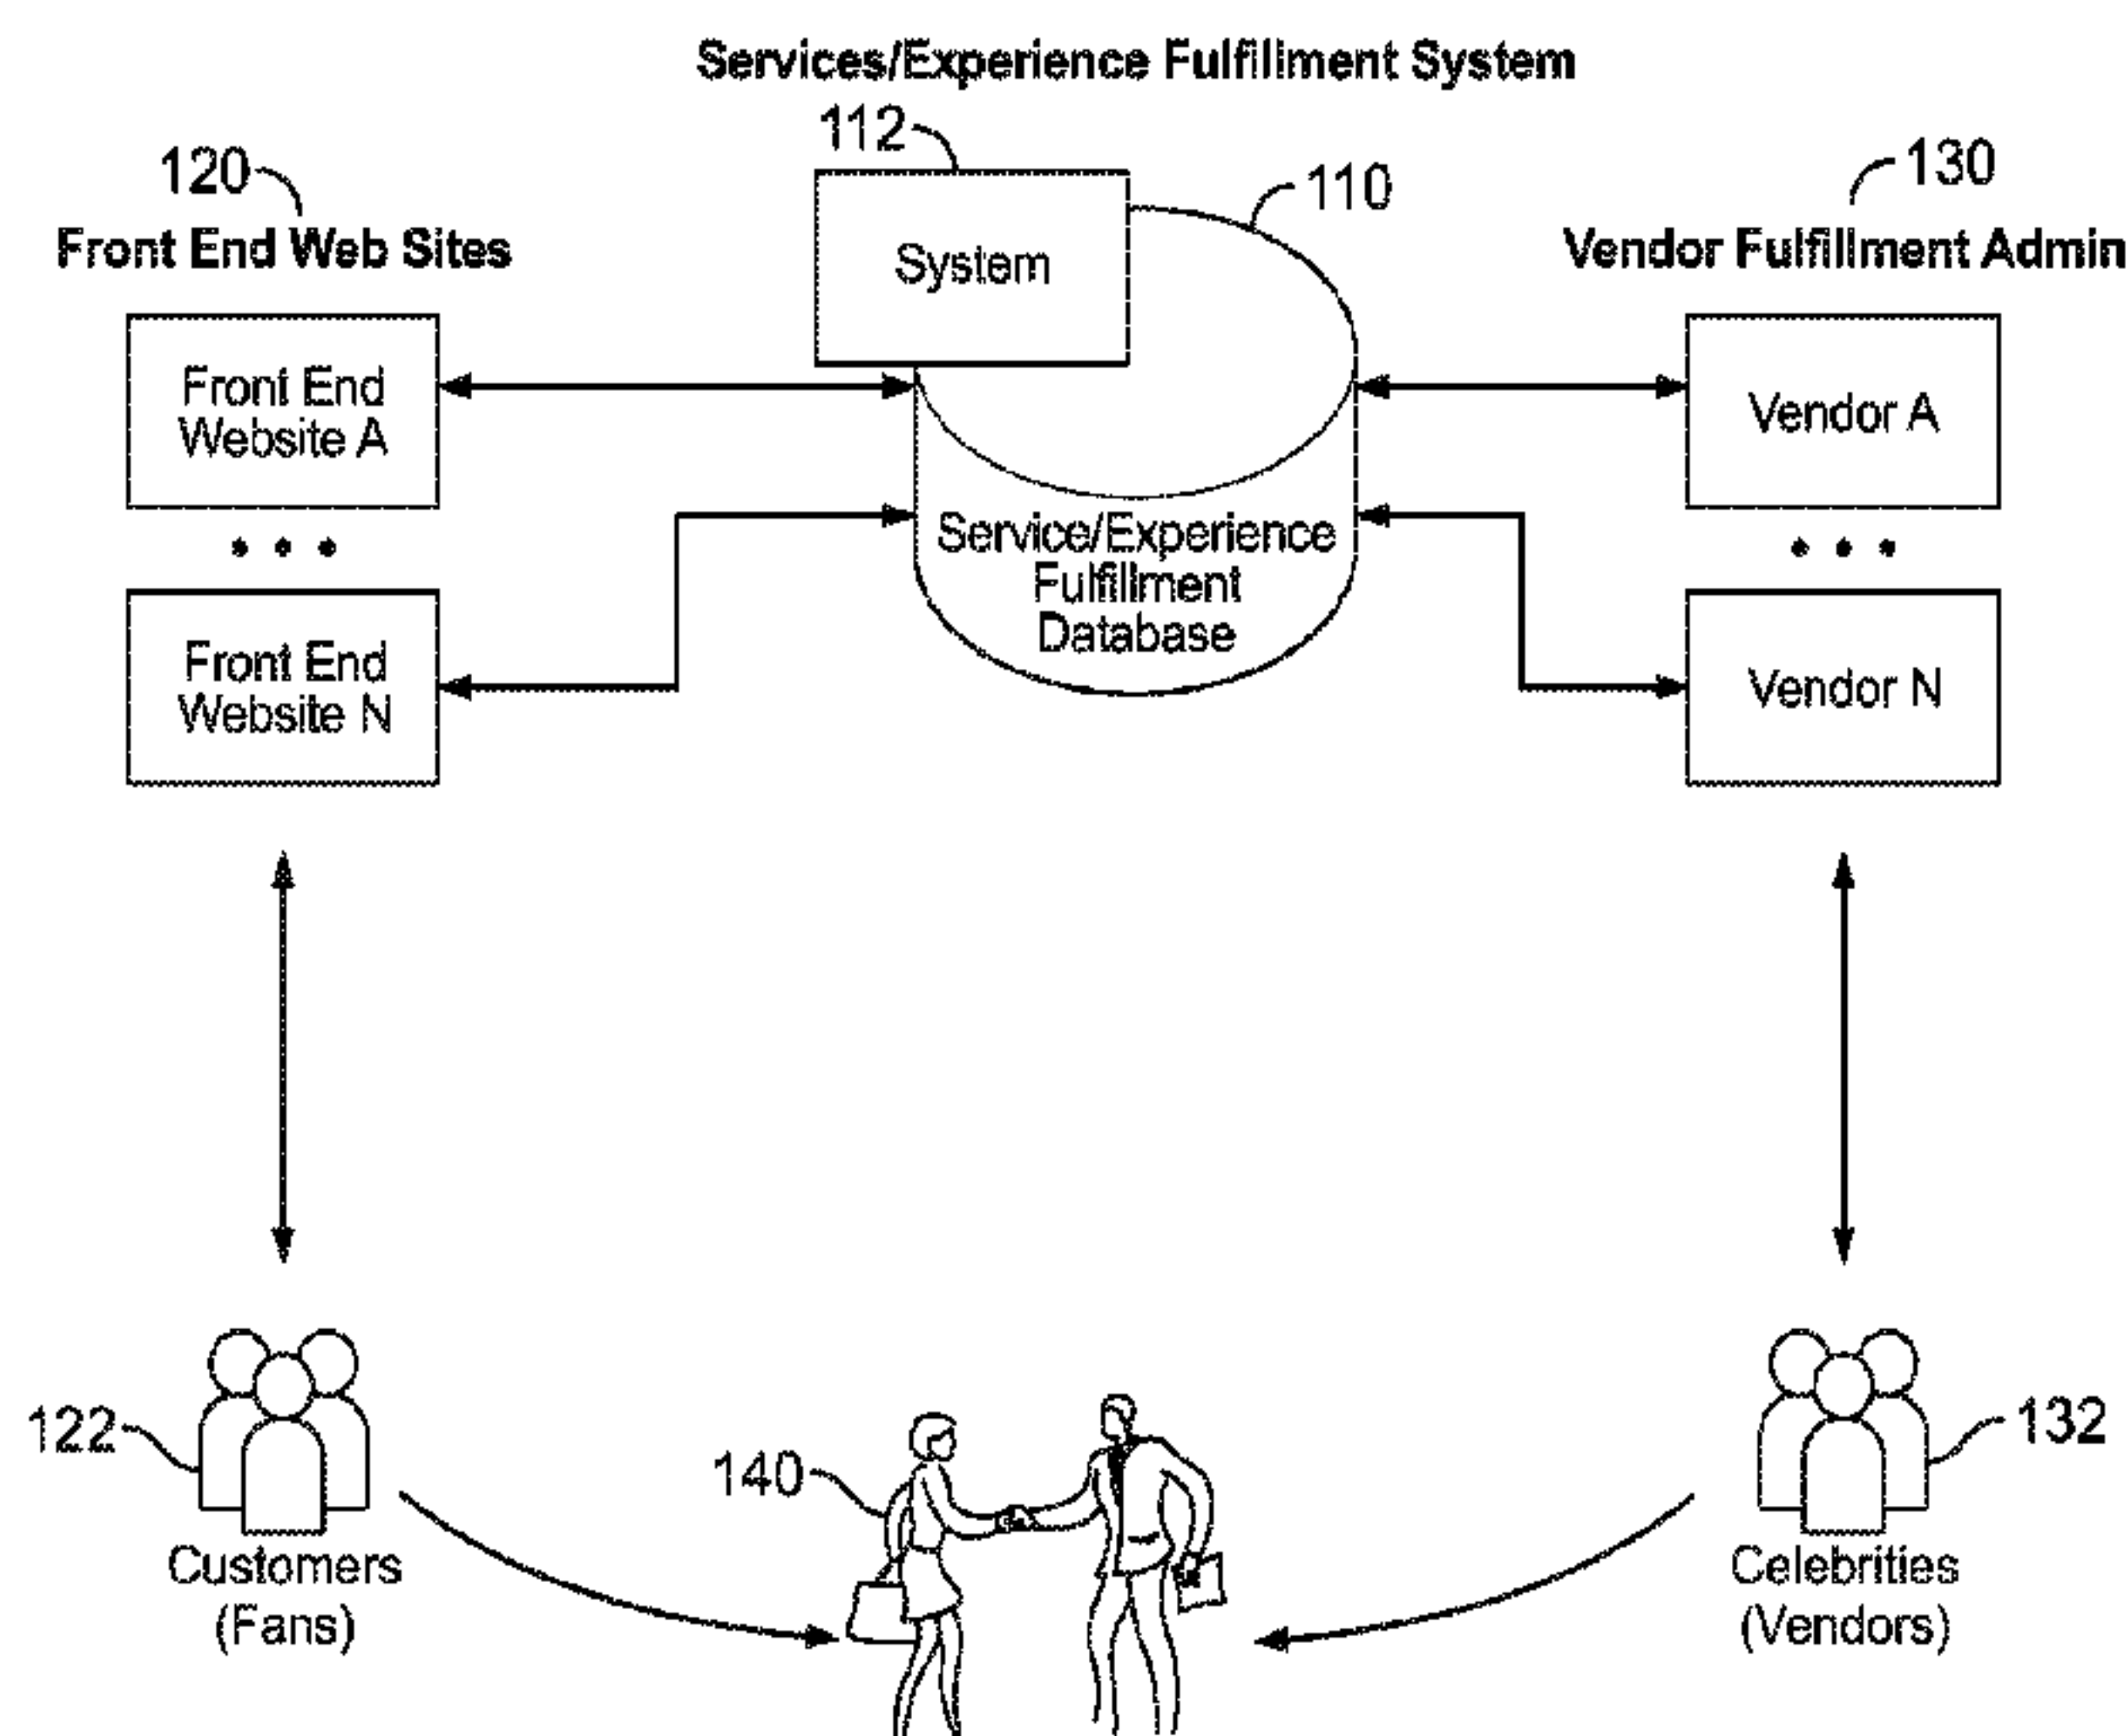 Services/Experience Fulfillment System
112
120
110
130
Front End Web Sites
System
Vendor Fulfillment Admin
Front End
Website A
Vendor A
Service/Experience
Fulfillment
Database
Front End
Website N
Vendor N
122
140
132
Customers
(Fans)
Celebrities
(Vendors)